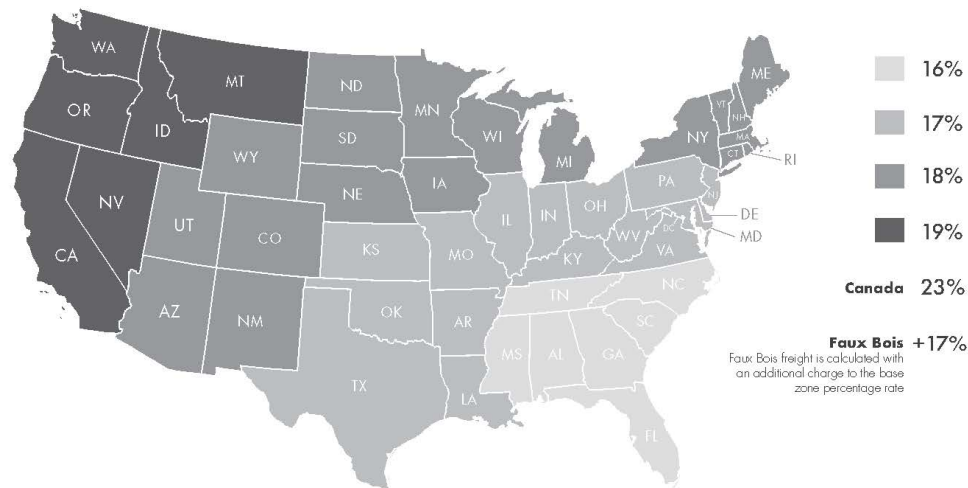 WA
MT
ND
MN
ME
16%
OR
ID
SD
WI
VT
NH
NY
MA
CT
RI
WY
MI
17%
NV
NE
IA
PA
NJ
UT
CO
IL
IN
OH
DE
18%
CA
KS
MO
WV
DC
MD
KY
VA
19%
AZ
NM
OK
AR
TN
NC
Canada 23%
SC
TX
MS
AL
GA
Faux Bois +17%
LA
Faux Bois freight is calculated with
an additional charge to the base
zone percentage rate
FL